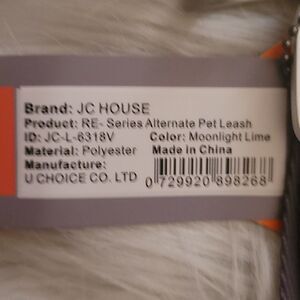 Brand: JC HOUSE
Product: RE- Series Alternate Pet Leash
ID: JC-L-6318V Color: Moonlight Lime
Material: Polyester Made in China
Manufacture:
U CHOICE CO. LTD
0 729920 898268